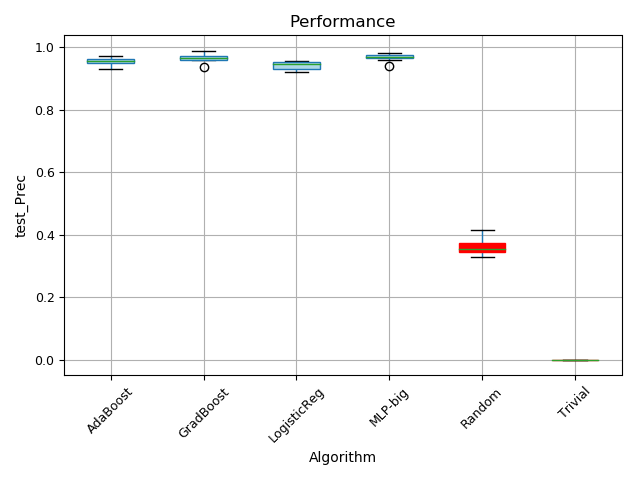 Performance
1.0
0.8
0.6
0.4
0.2
0.0
test_Prec
AdaBoost
GradBoost
LogisticReg
MLP-big
Random
Trivial
Algorithm